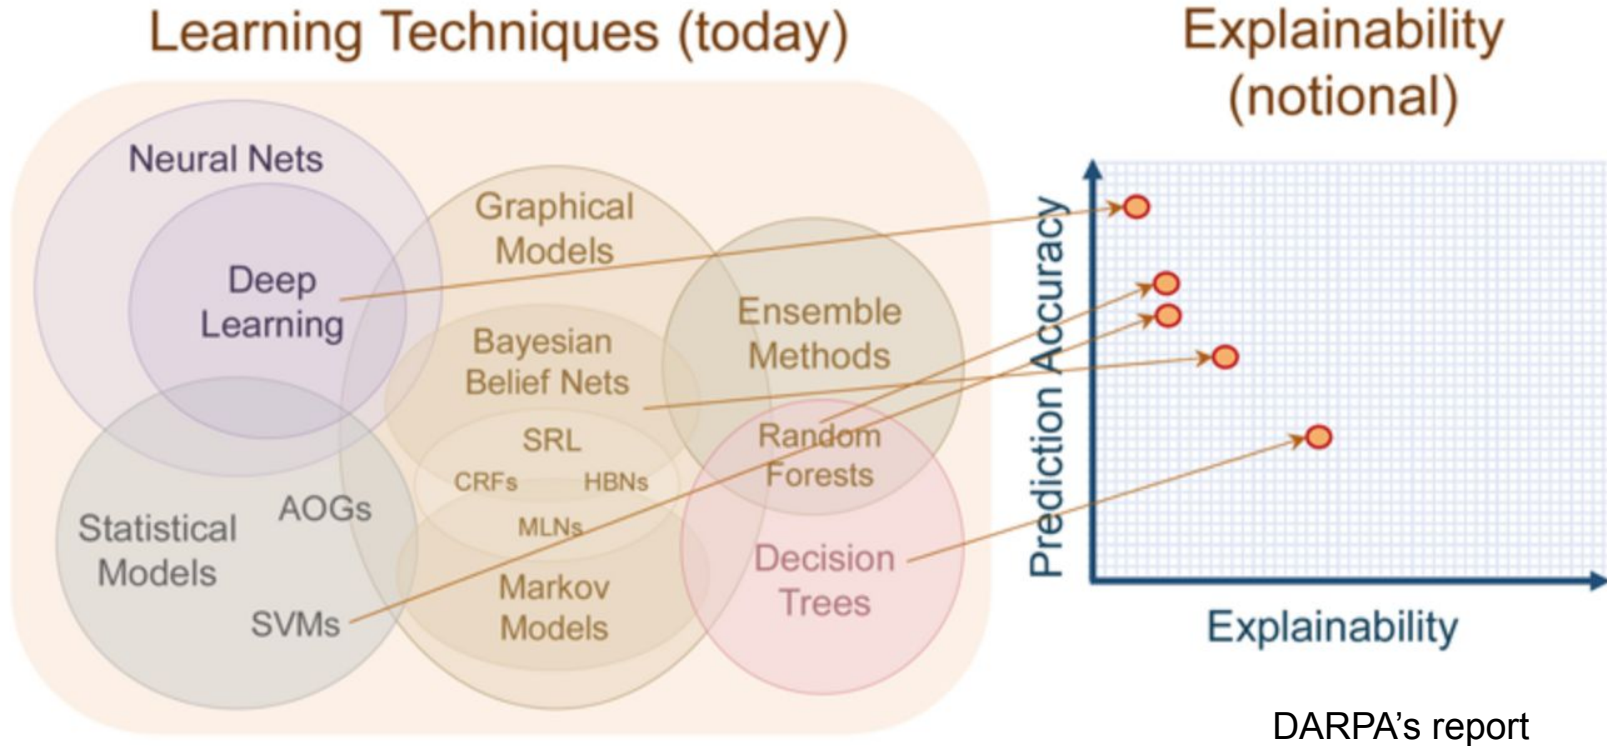 Learning Techniques (today)
Neural Nets
Deep
Learning
Graphical
Models
Bayesian
Belief Nets
SRL
CRFs HBNs
MLNs
Markov
Models
Ensemble
Methods
Random
Forests
Decision
Trees
Statistical
Models
AOGs
SVMs
Explainability
(notional)
Prediction Accuracy
Explainability
DARPA’s report